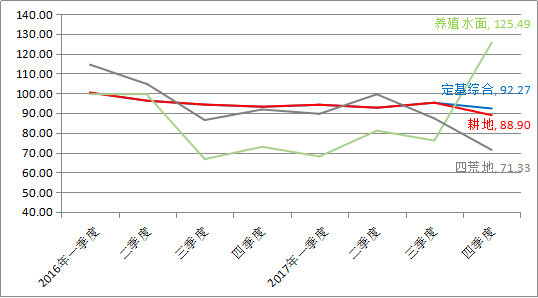 140.00
130.00
120.00
110.00
100.00
90.00
80.00
70.00
60.00
50.00
40.00
养殖水面, 125.49
定基综合, 92.27
耕地, 88.90
四荒地, 71.33
2016年一季度
二季度
三季度
四季度
2017年一季度
二季度
三季度
四季度